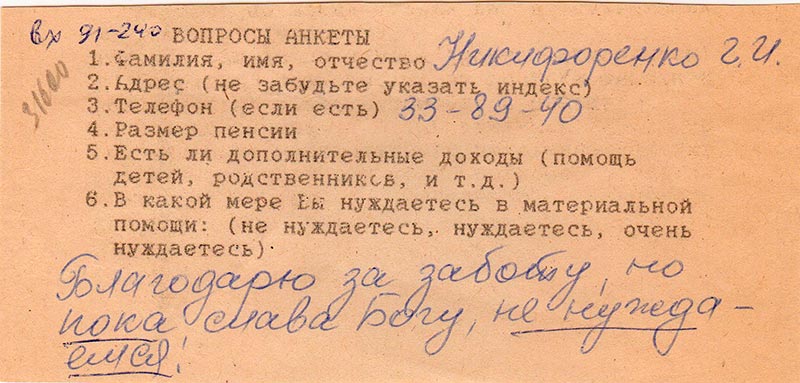 вх 91-240 ВОПРОСЫ АНКЕТЫ
1.Фамилия, имя, отчество Никифоренко Г.И.
2.Адрес (не забудьте указать индекс)
3.Телефон (если есть) 33-89-40
4.Размер пенсии
5.Есть ли дополнительные доходы (помощь
детей, родственников, и т.д.)
6.В какой мере Вы нуждаетесь в материальной
помощи: (не нуждаетесь, нуждаетесь, очень
нуждаетесь)
Благодарю за заботу, но
пока слава Богу, не нужда-
емся!